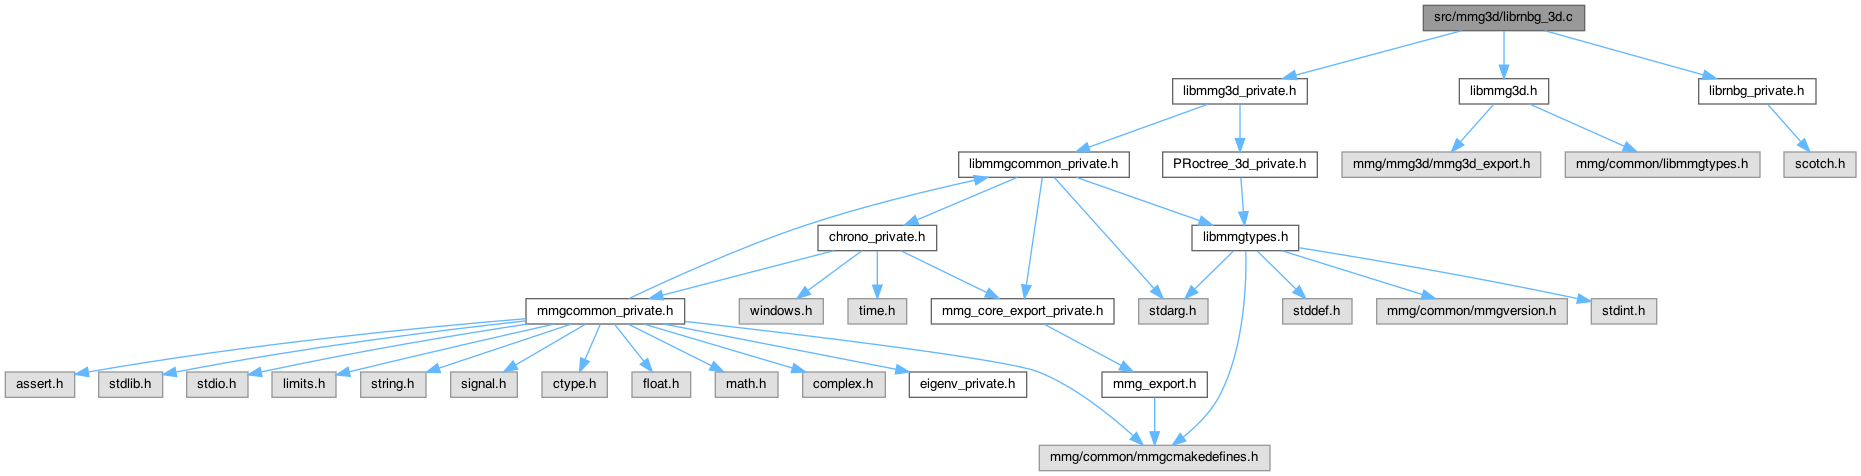 src/mmg3d/librnbg_3d.c
libmmg3d_private.h
libmmg3d.h
librnbg_private.h
libmmgcommon_private.h
PRoctree_3d_private.h
mmg/mmg3d/mmg3d_export.h
mmg/common/libmmgtypes.h
scotch.h
chrono_private.h
libmmgtypes.h
mmgcommon_private.h
windows.h
time.h
mmg_core_export_private.h
stdarg.h
stddef.h
mmg/common/mmgversion.h
stdint.h
assert.h
stdlib.h
stdio.h
limits.h
string.h
signal.h
ctype.h
float.h
math.h
complex.h
eigenv_private.h
mmg_export.h
mmg/common/mmgcmakedefines.h